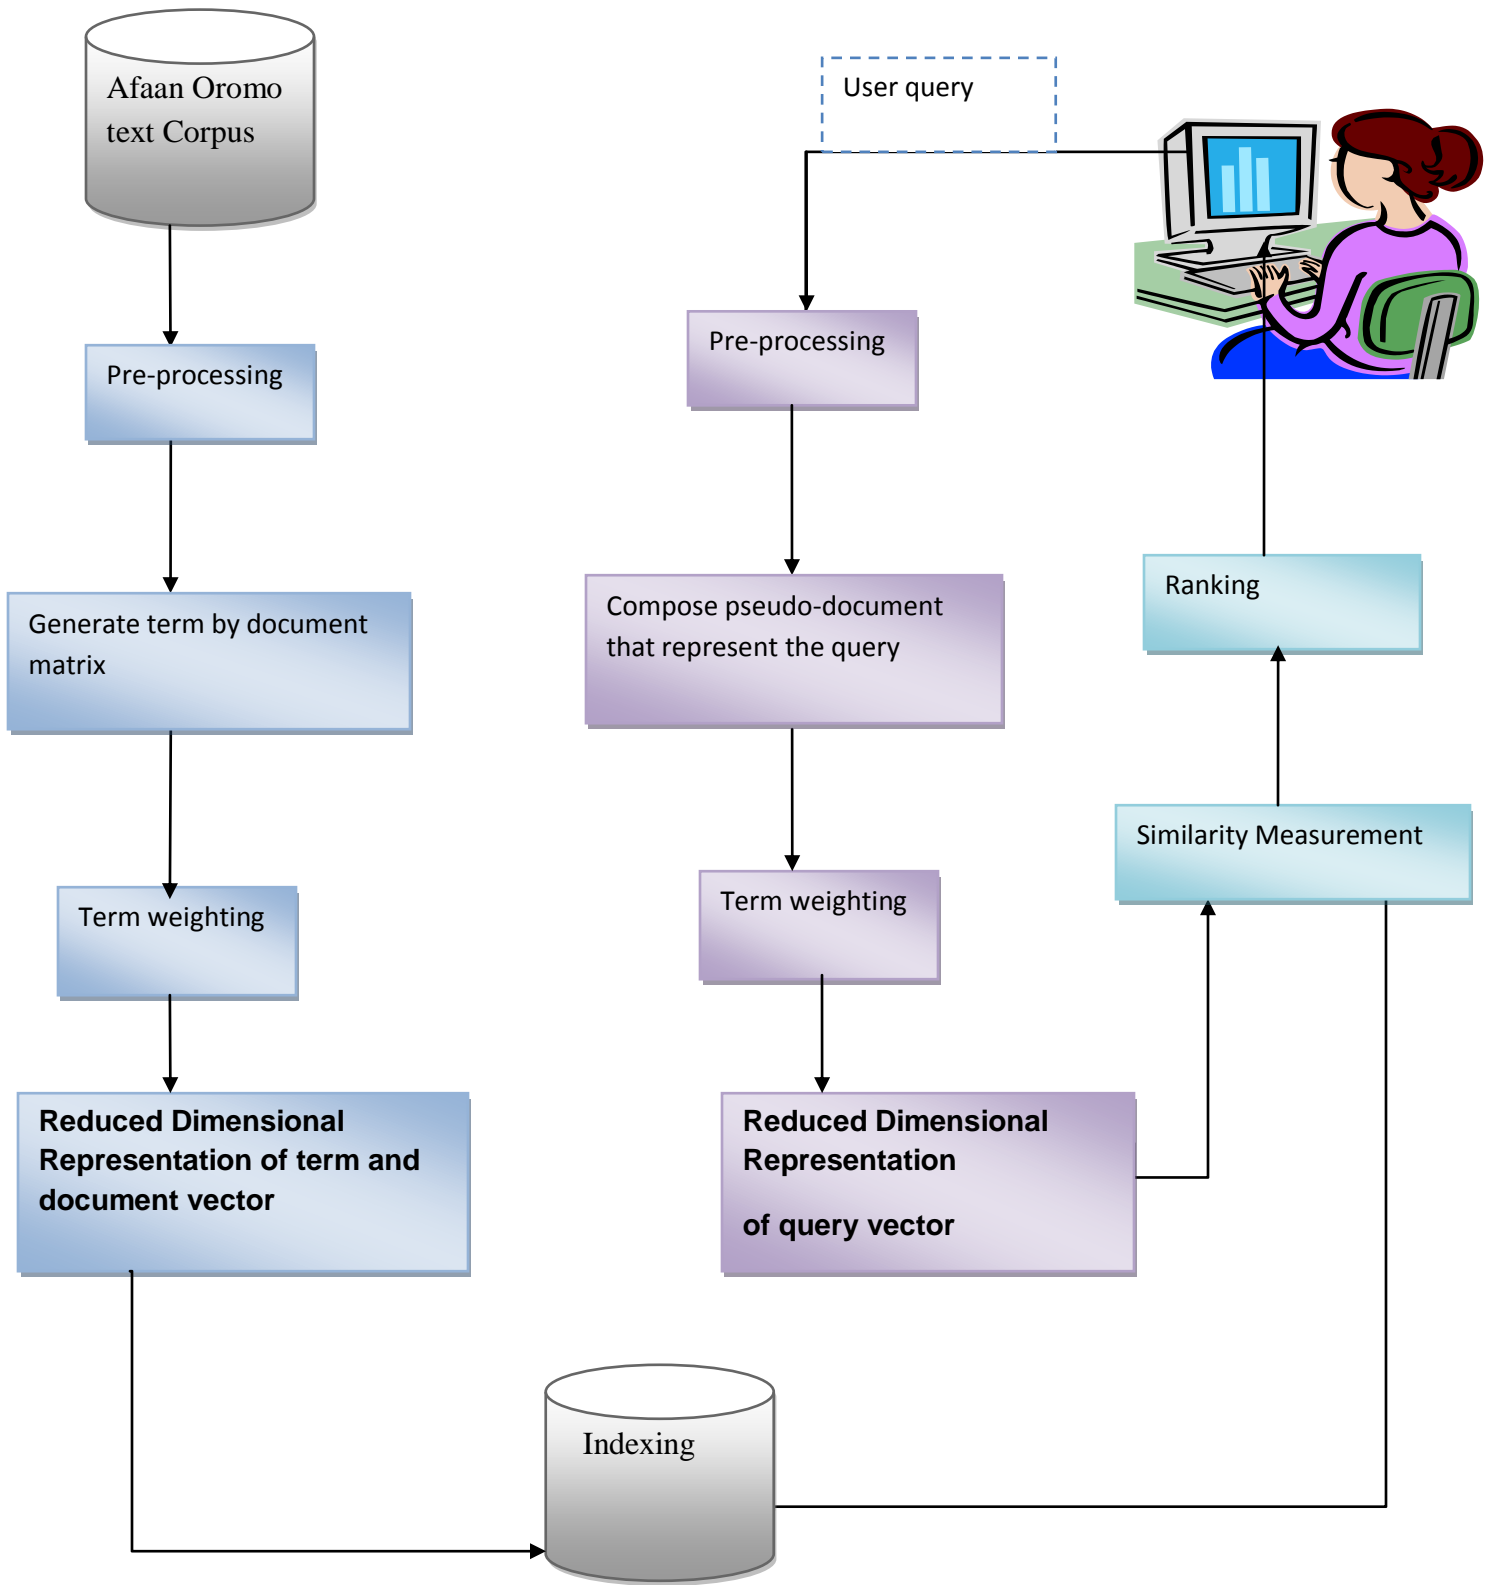 Afaan Oromo
text Corpus
Pre-processing
Generate term by document
matrix
Term weighting
Reduced Dimensional
Representation of term and
document vector
Indexing
User query
Pre-processing
Compose pseudo-document
that represent the query
Term weighting
Reduced Dimensional
Representation
of query vector
Similarity Measurement
Ranking